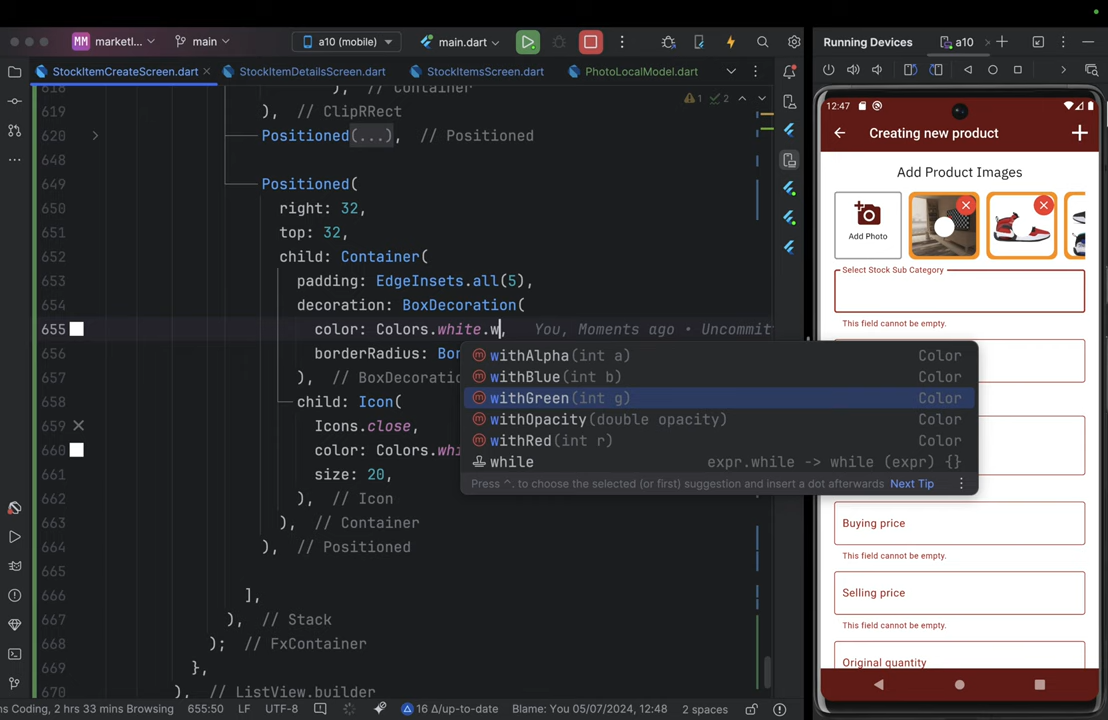 MM marketl...
main
a10 (mobile)
main.dart
Running Devices
a10
StockItemCreateScreen.dart
StockItemDetailsScreen.dart
StockItemsScreen.dart
PhotoLocalModel.dart
618 ), // Container
619 ), // ClipRRect
620 Positioned(...), // Positioned
648
649 Positioned(
650 right: 32,
651 top: 32,
652 child: Container(
653 padding: EdgeInsets.all(5),
654 decoration: BoxDecoration(
655 color: Colors.white.w, You, Moments ago • Uncommit
656 borderRadius: Bor
657 ), // BoxDecoratio
658 child: Icon(
659 Icons.close,
660 color: Colors.whi
661 size: 20,
662 ), // Icon
663 ), // Container
664 ), // Positioned
665
666 ],
667 ), // Stack
668 ); // FxContainer
669 },
670 ), // ListView.builder
1
2
withAlpha(int a) Color
withBlue(int b) Color
withGreen(int g) Color
withOpacity(double opacity) Color
withRed(int r) Color
while expr.while -> while (expr) {}
Press ^. to choose the selected (or first) suggestion and insert a dot afterwards Next Tip
ns Coding, 2 hrs 33 mins Browsing
655:50
LF
UTF-8
16 Δ/up-to-date
Blame: You 05/07/2024, 12:48
2 spaces
12:47
Creating new product
Add Product Images
Add Photo
Select Stock Sub Category
This field cannot be empty.
Buying price
This field cannot be empty.
Selling price
This field cannot be empty.
Original quantity